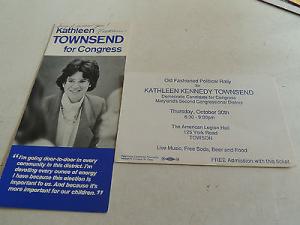 Kathleen
TOWNSEND
for Congress
"I'm going door-to-door in every
community in this district. I'm
devoting every ounce of energy
I have because this election is
important to us. And because it's
more important for our children."
Old Fashioned Political Rally
for
KATHLEEN KENNEDY TOWNSEND
Democratic Candidate for Congress
Maryland's Second Congressional District
Thursday, October 30th
6:30 - 9:00pm
The American Legion Hall
125 York Road
TOWSON
Live Music, Free Soda, Beer and Food
FREE Admission with this ticket.